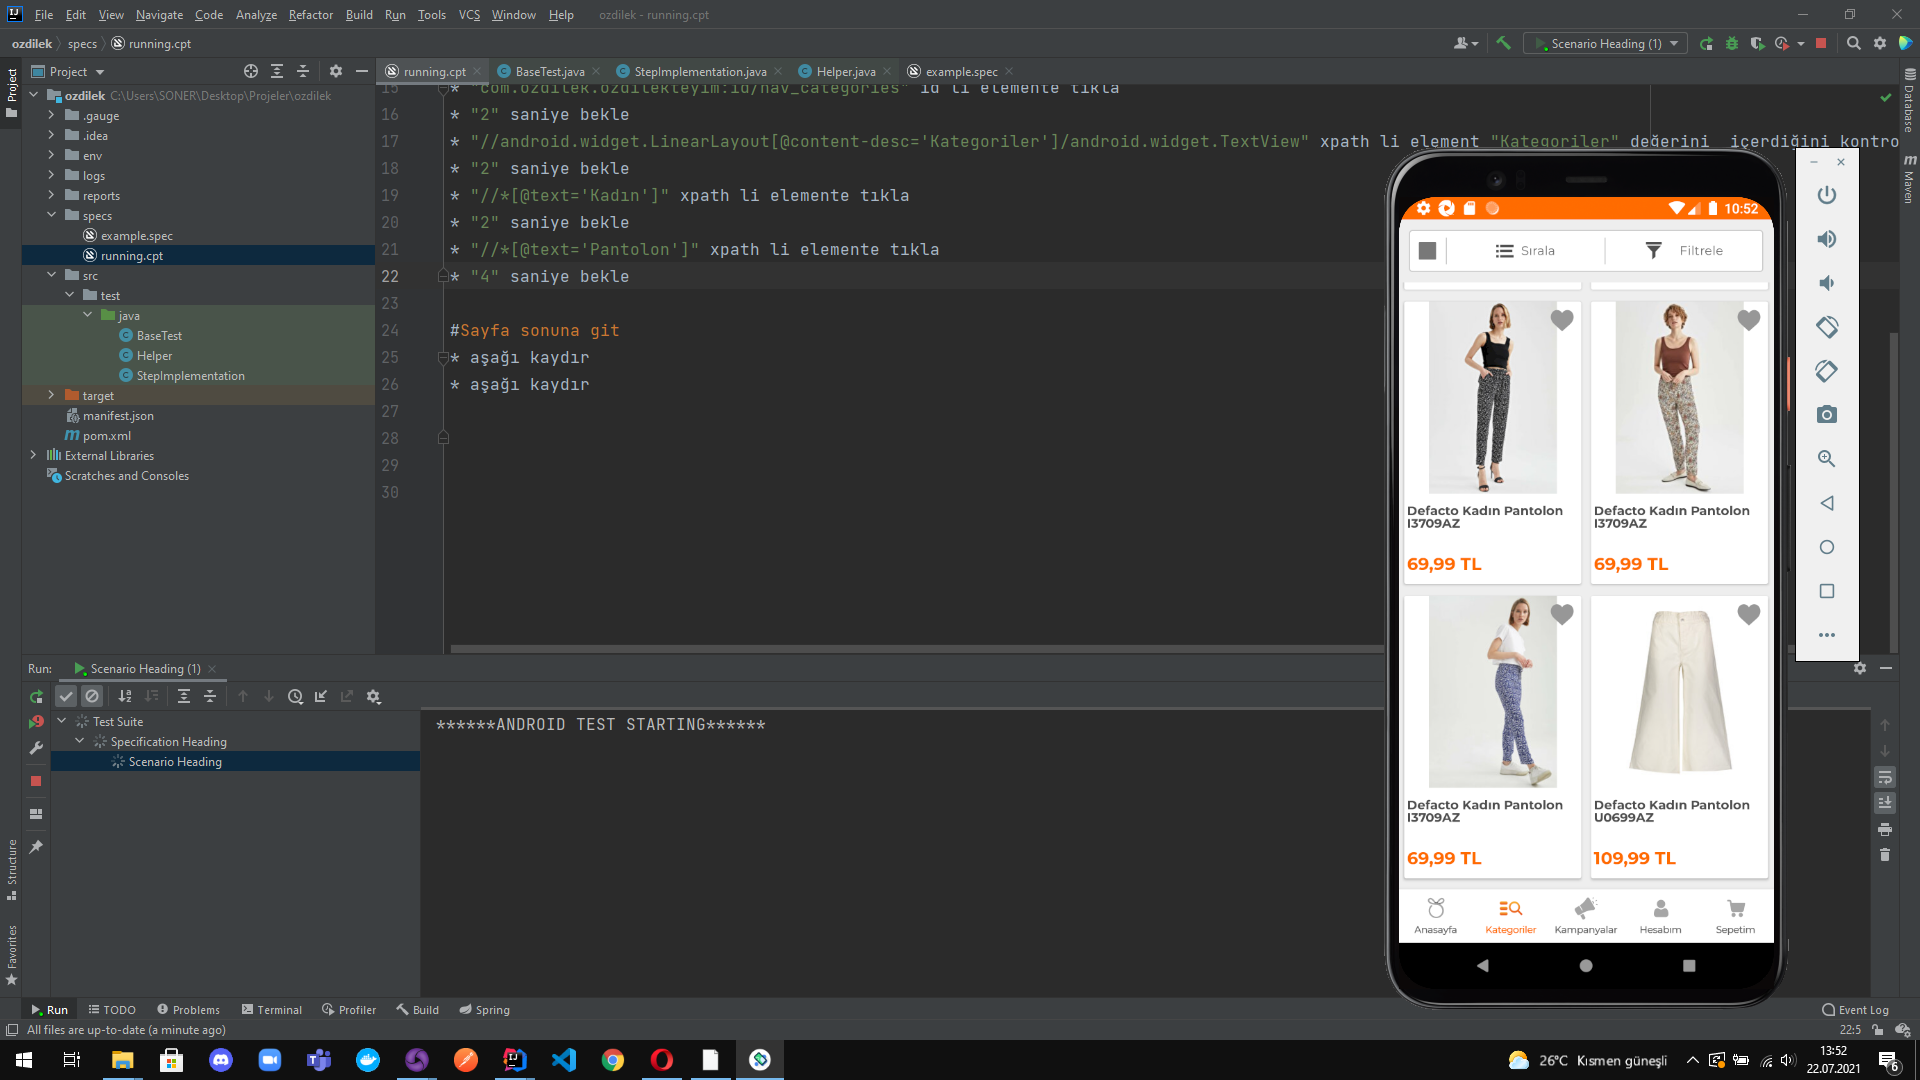 File Edit View Navigate Code Analyze Refactor Build Run Tools VCS Window Help ozdilek - running.cpt
ozdilek specs running.cpt
Scenario Heading (1)
Project
running.cpt
BaseTest.java
StepImplementation.java
Helper.java
example.spec
Project
ozdilek C:\Users\SONER\Desktop\Projeler\ozdilek
.gauge
.idea
env
logs
reports
specs
example.spec
running.cpt
src
test
java
BaseTest
Helper
StepImplementation
target
manifest.json
pom.xml
External Libraries
Scratches and Consoles
15 * "com.ozdilek.ozdilekteyim:id/nav_categories" id li elemente tıkla
16 * "2" saniye bekle
17 * "//android.widget.LinearLayout[@content-desc='Kategoriler']/android.widget.TextView" xpath li element "Kategoriler" değerini  içerdiğini kontro
18 * "2" saniye bekle
19 * "//*[@text='Kadın']" xpath li elemente tıkla
20 * "2" saniye bekle
21 * "//*[@text='Pantolon']" xpath li elemente tıkla
22 * "4" saniye bekle
23
24 #Sayfa sonuna git
25 * aşağı kaydır
26 * aşağı kaydır
27
28
29
30
Database
Maven
10:52
Sırala
Filtrele
Defacto Kadın Pantolon
I3709AZ
69,99 TL
Defacto Kadın Pantolon
I3709AZ
69,99 TL
Defacto Kadın Pantolon
I3709AZ
69,99 TL
Defacto Kadın Pantolon
U0699AZ
109,99 TL
Anasayfa
Kategoriler
Kampanyalar
Hesabım
Sepetim
Run: Scenario Heading (1)
Test Suite
Specification Heading
Scenario Heading
******ANDROID TEST STARTING******
Structure
Favorites
Run
TODO
Problems
Terminal
Profiler
Build
Spring
Event Log
All files are up-to-date (a minute ago)
22:5
26°C Kısmen güneşli
13:52
22.07.2021
6